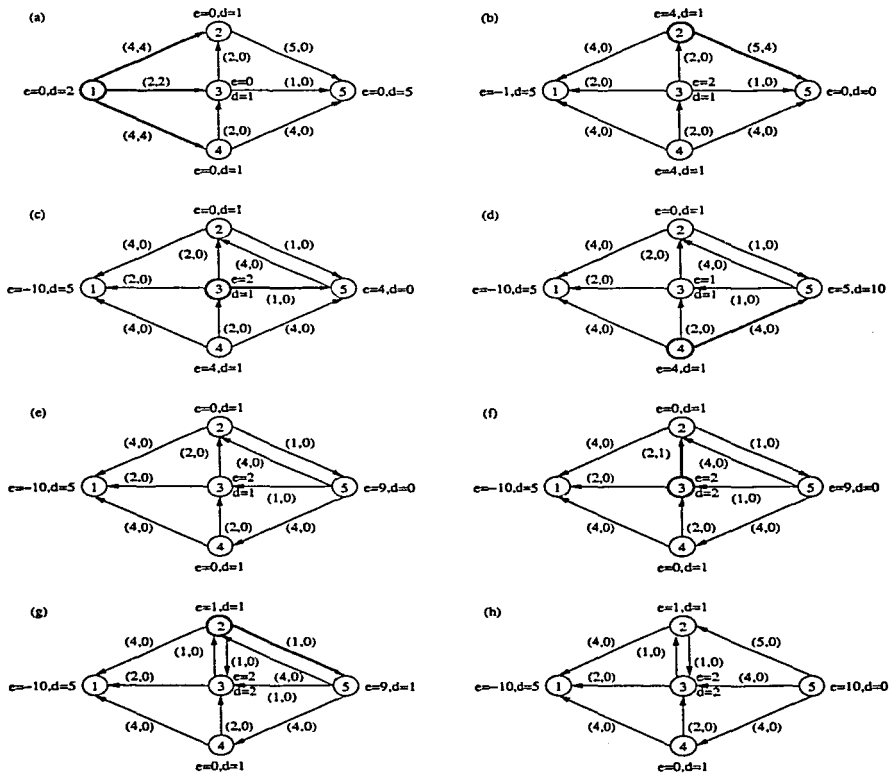 (a)
e=0,d=1
2
(4,4)
(5,0)
(2,0)
e=0,d=2
1
(2,2)
3
e=0
d=1
(1,0)
5
e=0,d=5
(4,4)
(2,0)
(4,0)
4
e=0,d=1
(b)
e=4,d=1
2
(4,0)
(5,4)
(2,0)
e=-1,d=5
1
(2,0)
3
e=2
d=1
(1,0)
5
e=0,d=0
(4,0)
(2,0)
(4,0)
4
e=4,d=1
(c)
e=0,d=1
2
(4,0)
(1,0)
(2,0)
(4,0)
e=-10,d=5
1
(2,0)
3
e=2
d=1
(1,0)
5
e=4,d=0
(4,0)
(2,0)
(4,0)
4
e=4,d=1
(d)
e=0,d=1
2
(4,0)
(1,0)
(2,0)
(4,0)
e=-10,d=5
1
(2,0)
3
e=1
d=1
(1,0)
5
e=5,d=10
(4,0)
(2,0)
(4,0)
4
e=4,d=1
(e)
e=0,d=1
2
(4,0)
(1,0)
(2,0)
(4,0)
e=-10,d=5
1
(2,0)
3
e=2
d=1
(1,0)
5
e=9,d=0
(4,0)
(2,0)
(4,0)
4
e=0,d=1
(f)
e=0,d=1
2
(4,0)
(1,0)
(2,1)
(4,0)
e=-10,d=5
1
(2,0)
3
e=2
d=2
(1,0)
5
e=9,d=0
(4,0)
(2,0)
(4,0)
4
e=0,d=1
(g)
e=1,d=1
2
(4,0)
(1,0)
(1,0)
(1,0)
(4,0)
e=-10,d=5
1
(2,0)
3
e=2
d=2
(1,0)
5
e=9,d=1
(4,0)
(2,0)
(4,0)
4
e=0,d=1
(h)
e=1,d=1
2
(4,0)
(5,0)
(1,0)
(1,0)
e=-10,d=5
1
(2,0)
3
e=2
d=2
(4,0)
5
e=10,d=0
(4,0)
(2,0)
(4,0)
4
e=0,d=1